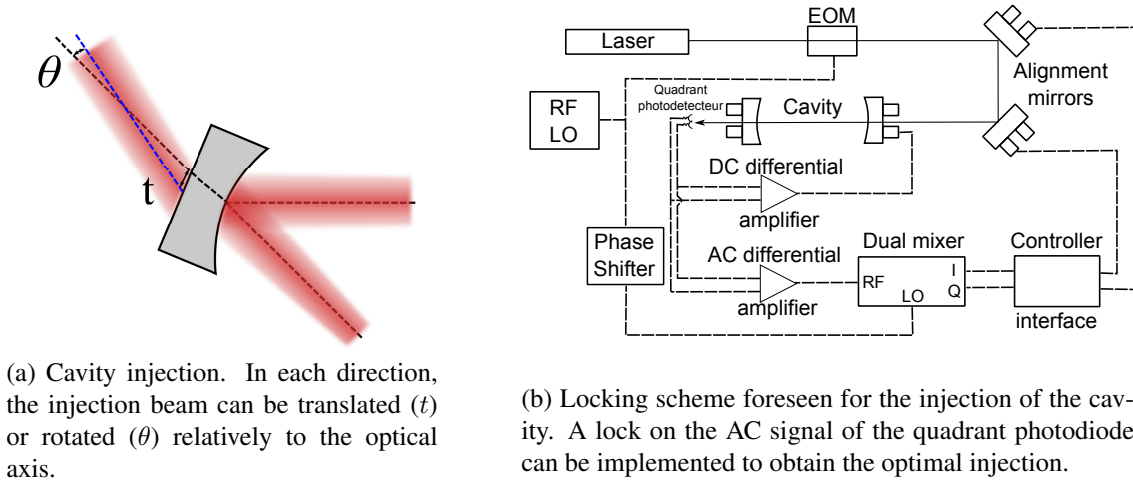 θ
t
(a) Cavity injection. In each direction,
the injection beam can be translated (t)
or rotated (θ) relatively to the optical
axis.
EOM
Laser
Alignment
mirrors
Quadrant
photodetecteur
Cavity
RF
LO
DC differential
amplifier
Phase
Shifter
AC differential
amplifier
Dual mixer
RF
I
Q
LO
Controller
interface
(b) Locking scheme foreseen for the injection of the cav-
ity. A lock on the AC signal of the quadrant photodiode
can be implemented to obtain the optimal injection.